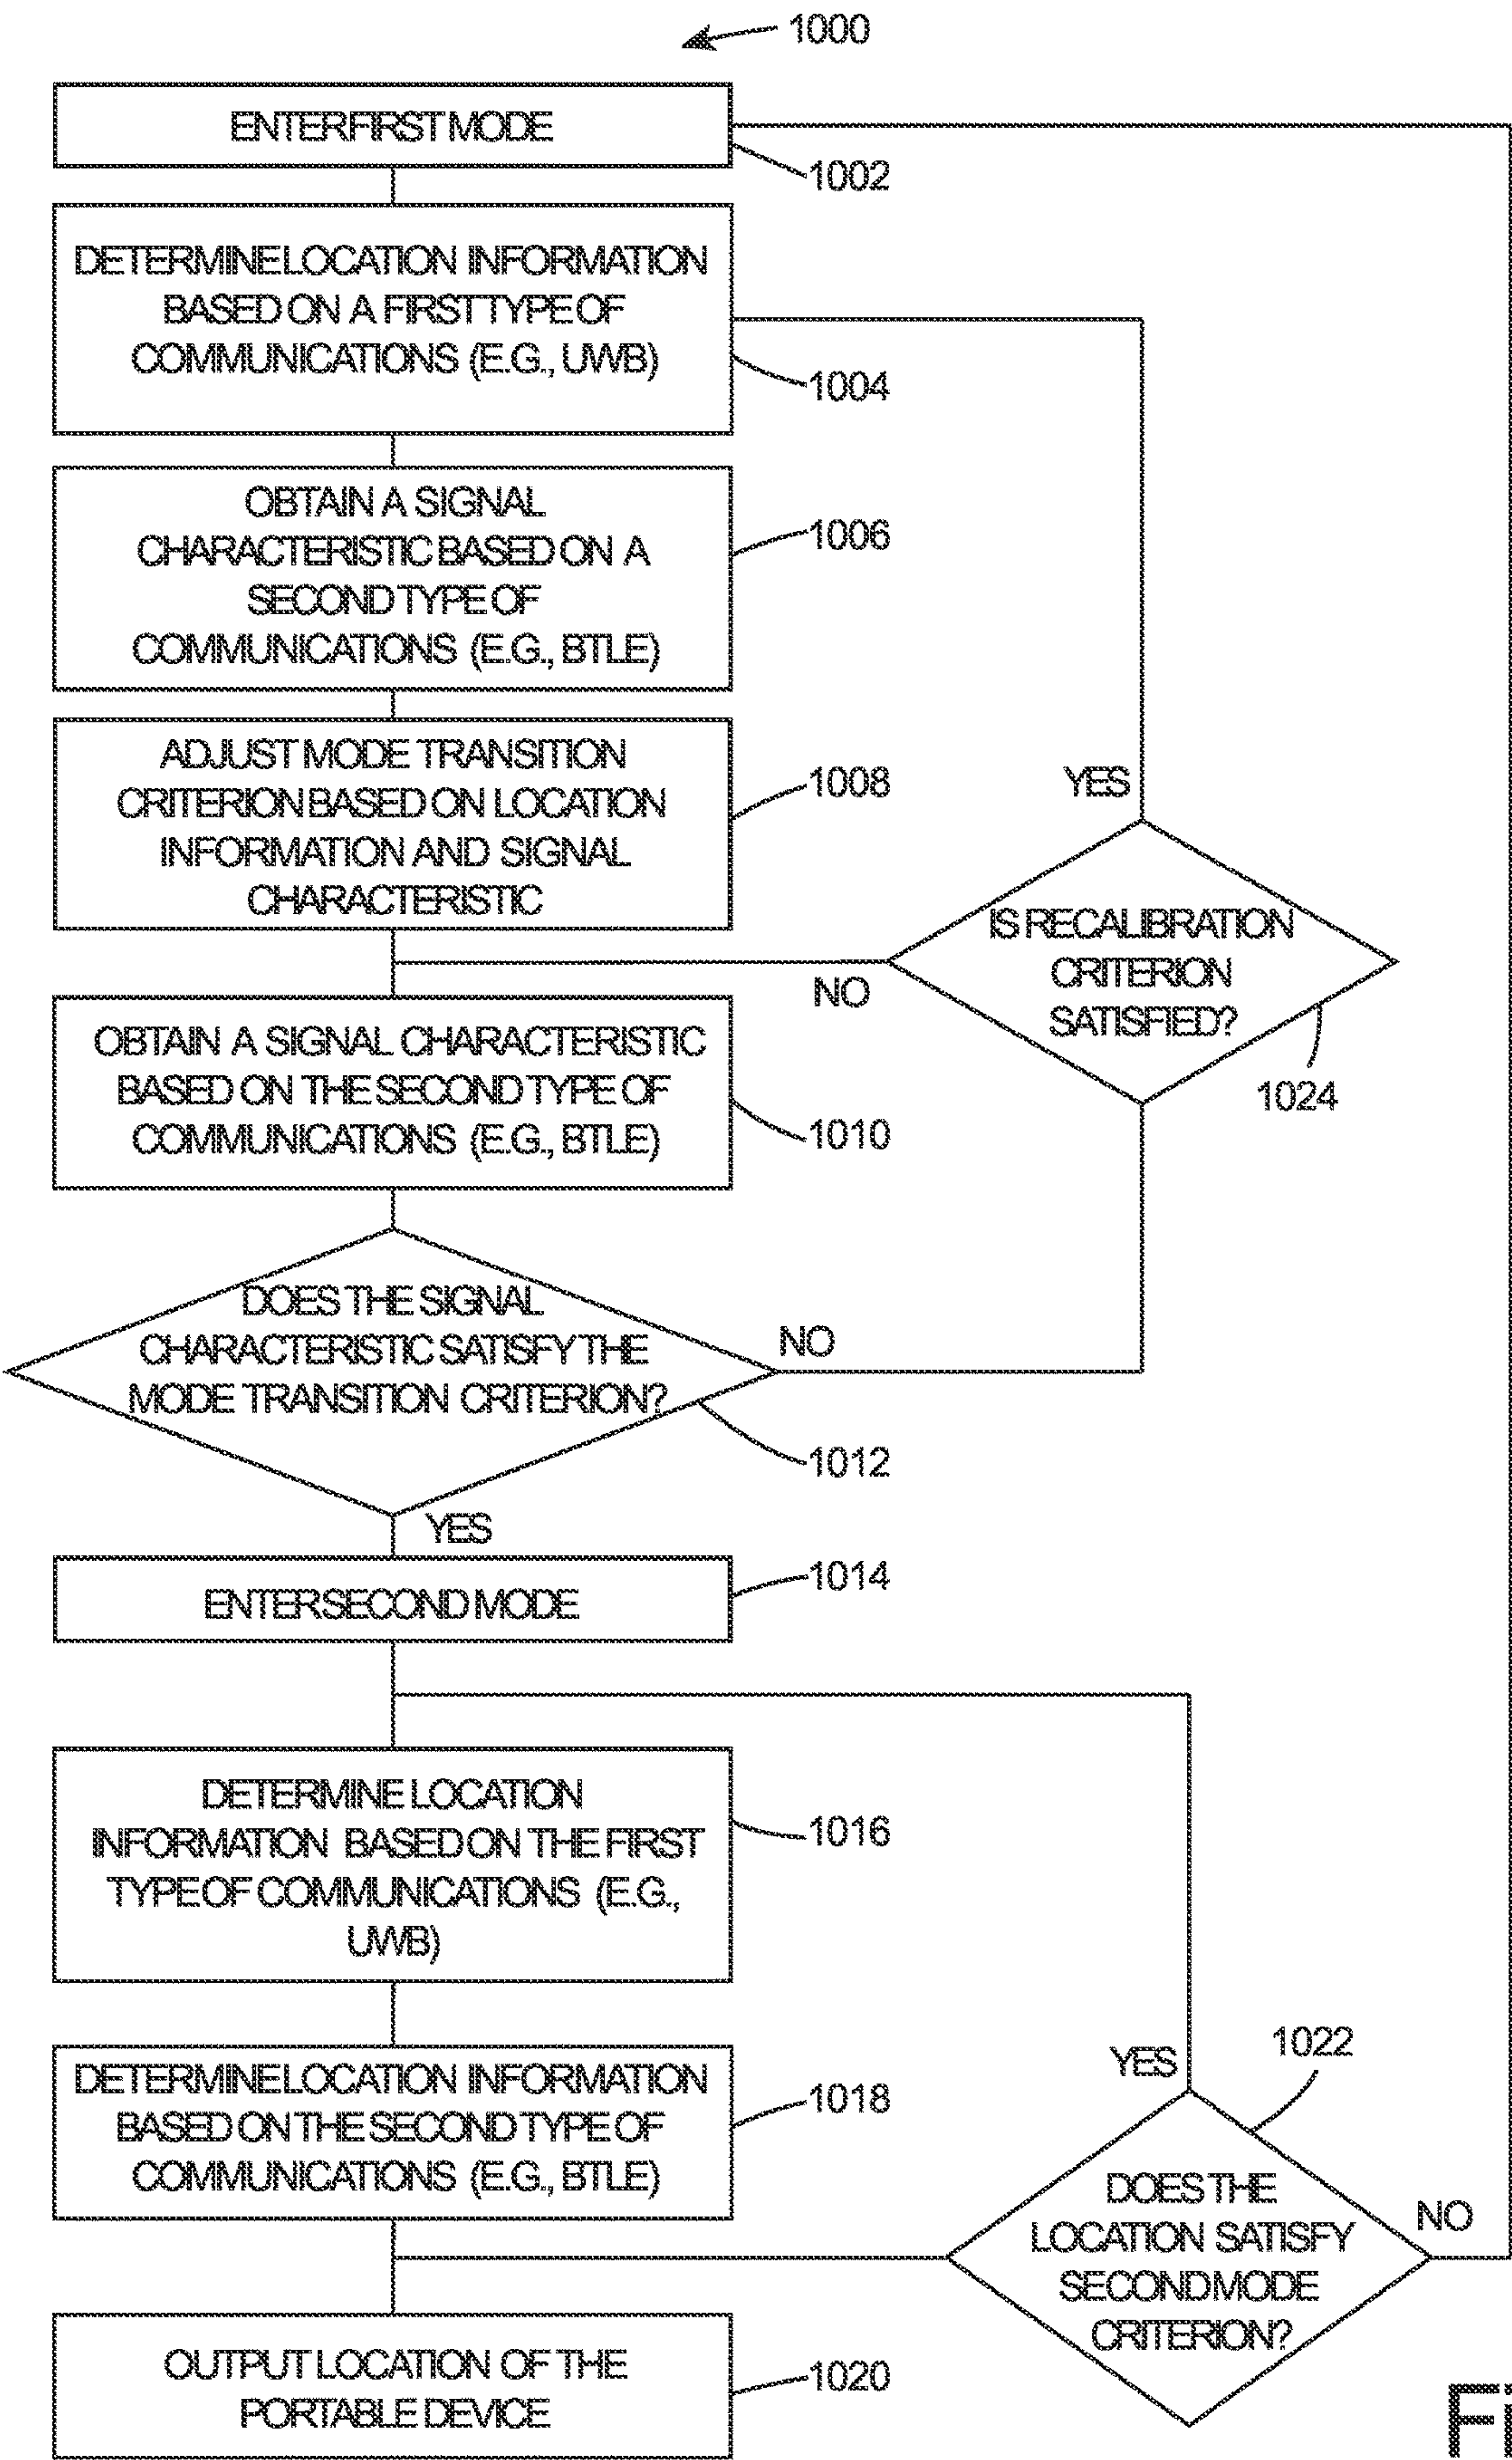 1000
ENTER FIRST MODE
1002
DETERMINE LOCATION INFORMATION
BASED ON A FIRST TYPE OF
COMMUNICATIONS (E.G., UWB)
1004
OBTAIN A SIGNAL
CHARACTERISTIC BASED ON A
SECOND TYPE OF
COMMUNICATIONS (E.G., BTLE)
1006
ADJUST MODE TRANSITION
CRITERION BASED ON LOCATION
INFORMATION AND SIGNAL
CHARACTERISTIC
1008
YES
IS RECALIBRATION
CRITERION
SATISFIED?
NO
1024
OBTAIN A SIGNAL CHARACTERISTIC
BASED ON THE SECOND TYPE OF
COMMUNICATIONS (E.G., BTLE)
1010
DOES THE SIGNAL
CHARACTERISTIC SATISFY THE
MODE TRANSITION CRITERION?
NO
1012
YES
ENTER SECOND MODE
1014
DETERMINE LOCATION
INFORMATION BASED ON THE FIRST
TYPE OF COMMUNICATIONS (E.G.,
UWB)
1016
DETERMINE LOCATION INFORMATION
BASED ON THE SECOND TYPE OF
COMMUNICATIONS (E.G., BTLE)
1018
YES
1022
DOES THE
LOCATION SATISFY
SECOND MODE
CRITERION?
NO
OUTPUT LOCATION OF THE
PORTABLE DEVICE
1020